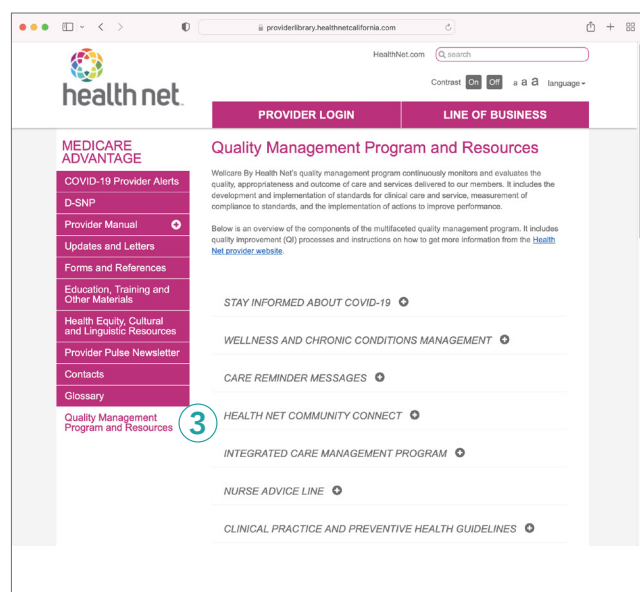 providerlibrary.healthnetcalifornia.com
HealthNet.com
search
Contrast On Off a a a language
health net.
PROVIDER LOGIN
LINE OF BUSINESS
MEDICARE
ADVANTAGE
COVID-19 Provider Alerts
D-SNP
Provider Manual
Updates and Letters
Forms and References
Education, Training and
Other Materials
Health Equity, Cultural
and Linguistic Resources
Provider Pulse Newsletter
Contacts
Glossary
Quality Management
Program and Resources
3
Quality Management Program and Resources
Wellcare By Health Net's quality management program continuously monitors and evaluates the
quality, appropriateness and outcome of care and services delivered to our members. It includes the
development and implementation of standards for clinical care and service, measurement of
compliance to standards, and the implementation of actions to improve performance.
Below is an overview of the components of the multifaceted quality management program. It includes
quality improvement (QI) processes and instructions on how to get more information from the Health
Net provider website.
STAY INFORMED ABOUT COVID-19
WELLNESS AND CHRONIC CONDITIONS MANAGEMENT
CARE REMINDER MESSAGES
HEALTH NET COMMUNITY CONNECT
INTEGRATED CARE MANAGEMENT PROGRAM
NURSE ADVICE LINE
CLINICAL PRACTICE AND PREVENTIVE HEALTH GUIDELINES